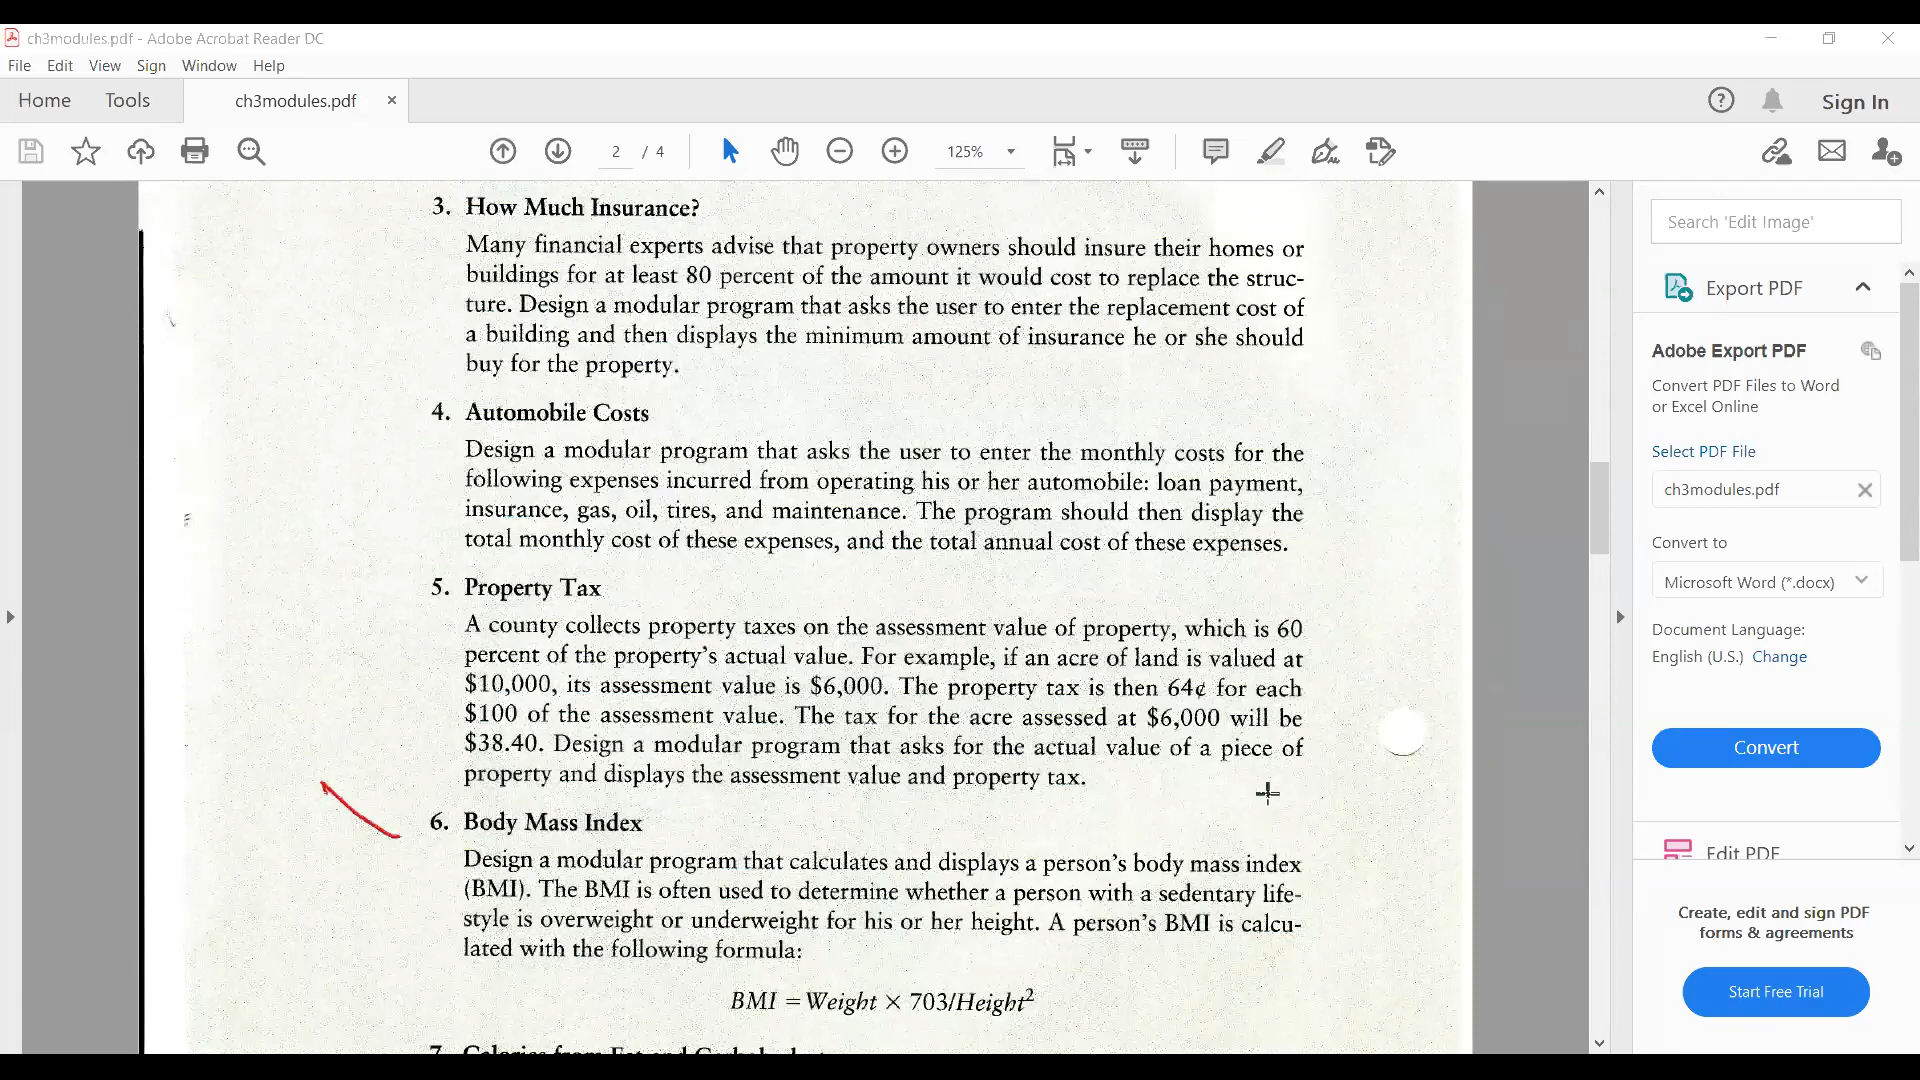 ch3modules.pdf - Adobe Acrobat Reader DC
File Edit View Sign Window Help
Home Tools ch3modules.pdf Sign In
2 / 4 125%
3. How Much Insurance?
Many financial experts advise that property owners should insure their homes or
buildings for at least 80 percent of the amount it would cost to replace the struc-
ture. Design a modular program that asks the user to enter the replacement cost of
a building and then displays the minimum amount of insurance he or she should
buy for the property.
4. Automobile Costs
Design a modular program that asks the user to enter the monthly costs for the
following expenses incurred from operating his or her automobile: loan payment,
insurance, gas, oil, tires, and maintenance. The program should then display the
total monthly cost of these expenses, and the total annual cost of these expenses.
5. Property Tax
A county collects property taxes on the assessment value of property, which is 60
percent of the property's actual value. For example, if an acre of land is valued at
$10,000, its assessment value is $6,000. The property tax is then 64¢ for each
$100 of the assessment value. The tax for the acre assessed at $6,000 will be
$38.40. Design a modular program that asks for the actual value of a piece of
property and displays the assessment value and property tax.
6. Body Mass Index
Design a modular program that calculates and displays a person's body mass index
(BMI). The BMI is often used to determine whether a person with a sedentary life-
style is overweight or underweight for his or her height. A person's BMI is calcu-
lated with the following formula:
BMI = Weight × 703/Height²
Search 'Edit Image'
Export PDF
Adobe Export PDF
Convert PDF Files to Word
or Excel Online
Select PDF File
ch3modules.pdf
Convert to
Microsoft Word (*.docx)
Document Language:
English (U.S.) Change
Convert
Edit PDF
Create, edit and sign PDF
forms & agreements
Start Free Trial